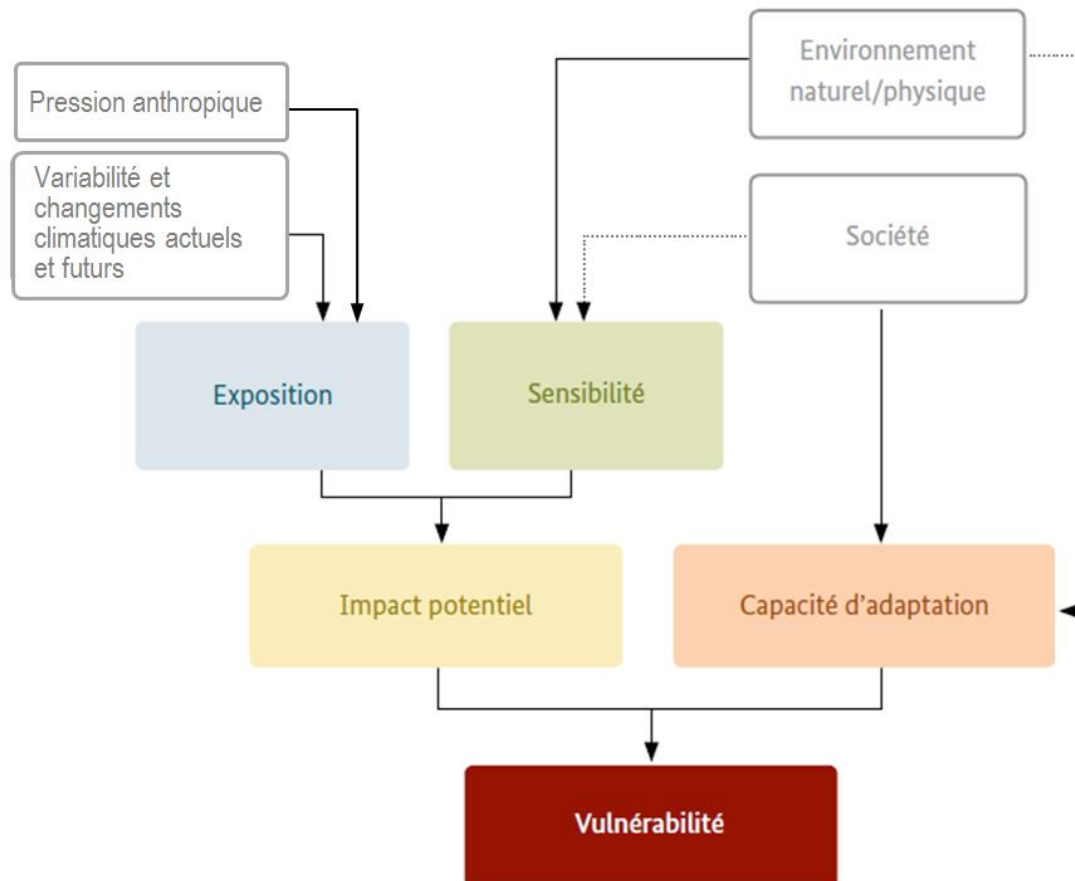 Environnement
naturel/physique
Pression anthropique
Variabilité et
changements
climatiques actuels
et futurs
Société
Exposition
Sensibilité
Impact potentiel
Capacité d'adaptation
Vulnérabilité